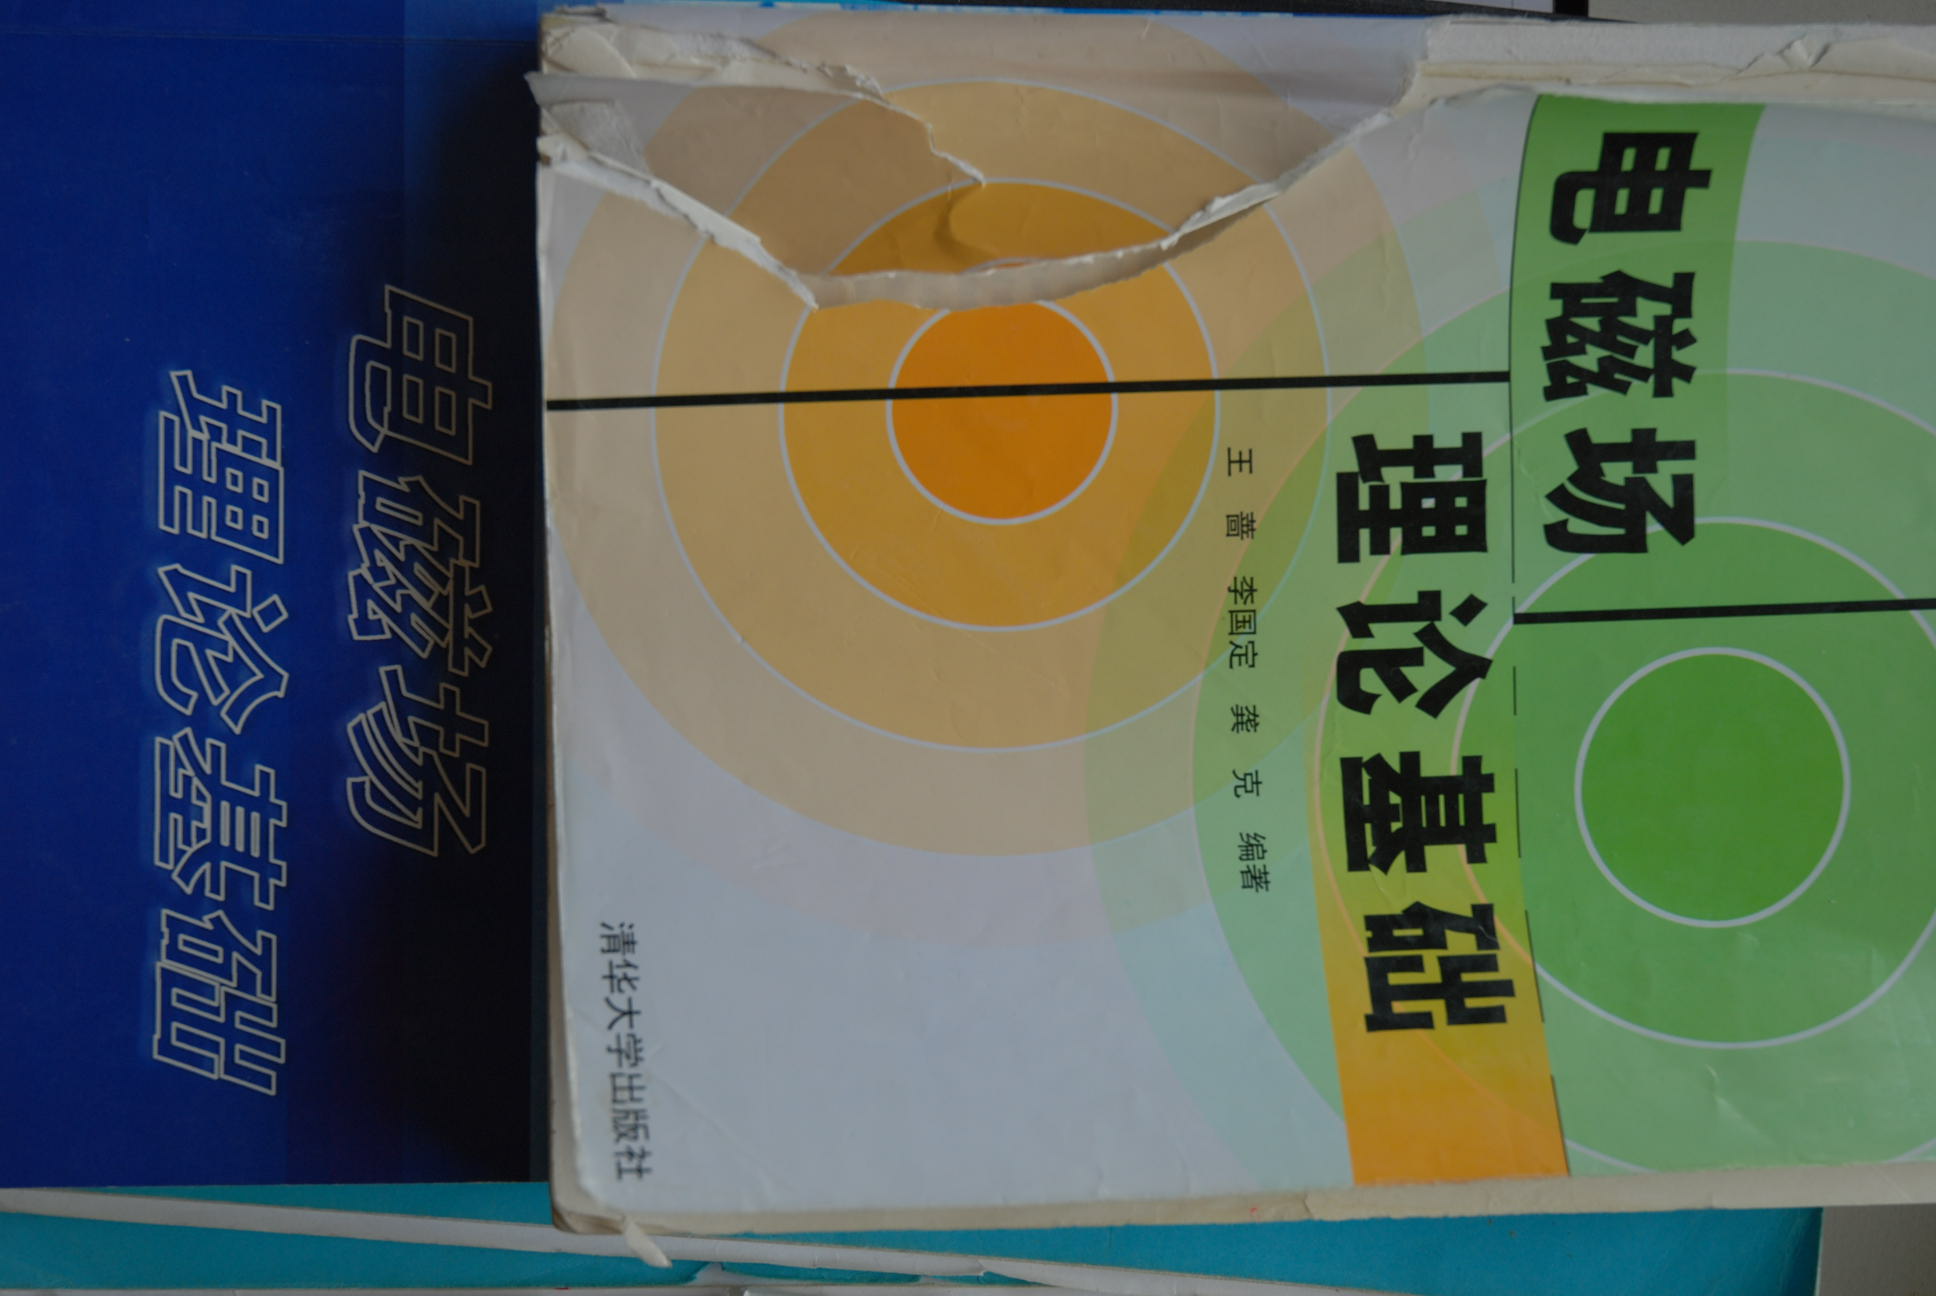 电磁场
理论基础
王 蔷 李国定 龚 克 编著
清华大学出版社
电磁场
理论基础